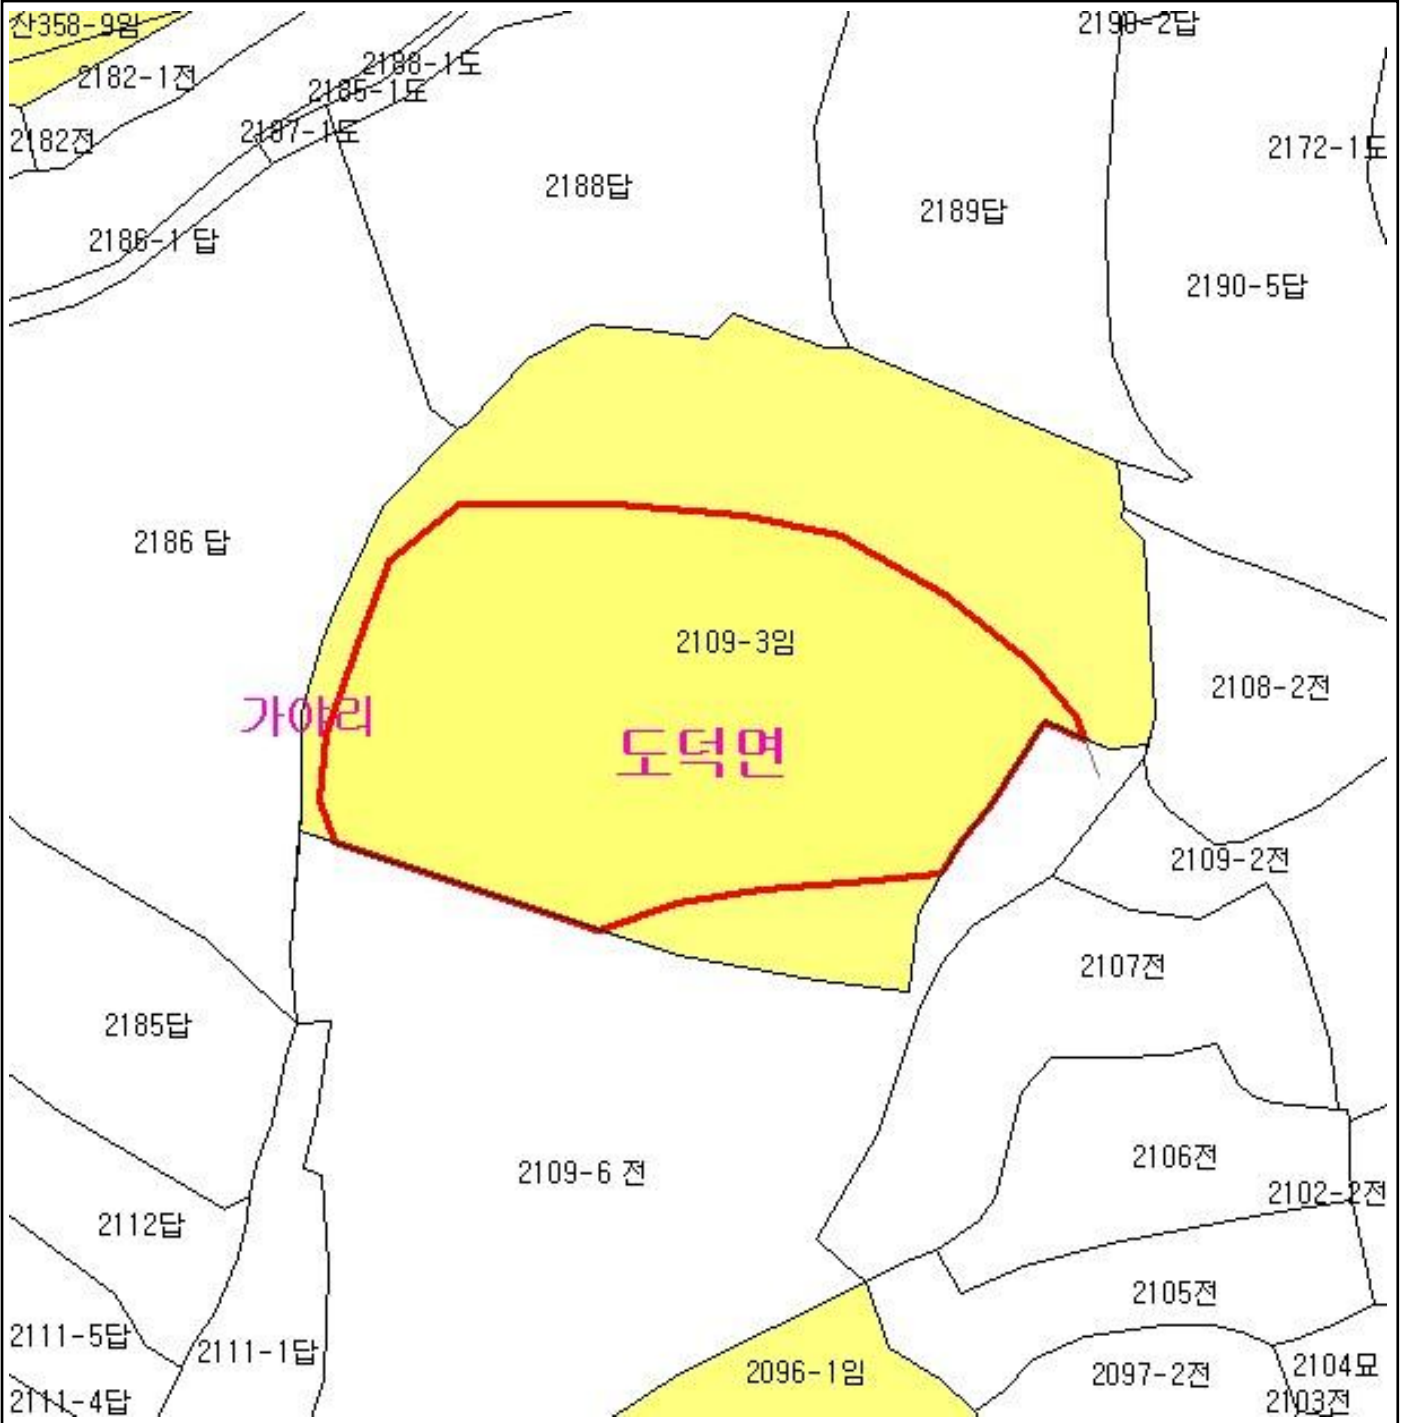 산358-9임
2198-2답
2188-1도
2182-1전
2185-1도
2187-1도
2182전
2172-1도
2188답
2189답
2186-1 답
2190-5답
2186 답
2109-3임
2108-2전
가야리
도덕면
2109-2전
2107전
2185답
2106전
2109-6 전
2102-2전
2112답
2105전
2111-5답
2111-1답
2104묘
2096-1임
2097-2전
2111-4답
2103전